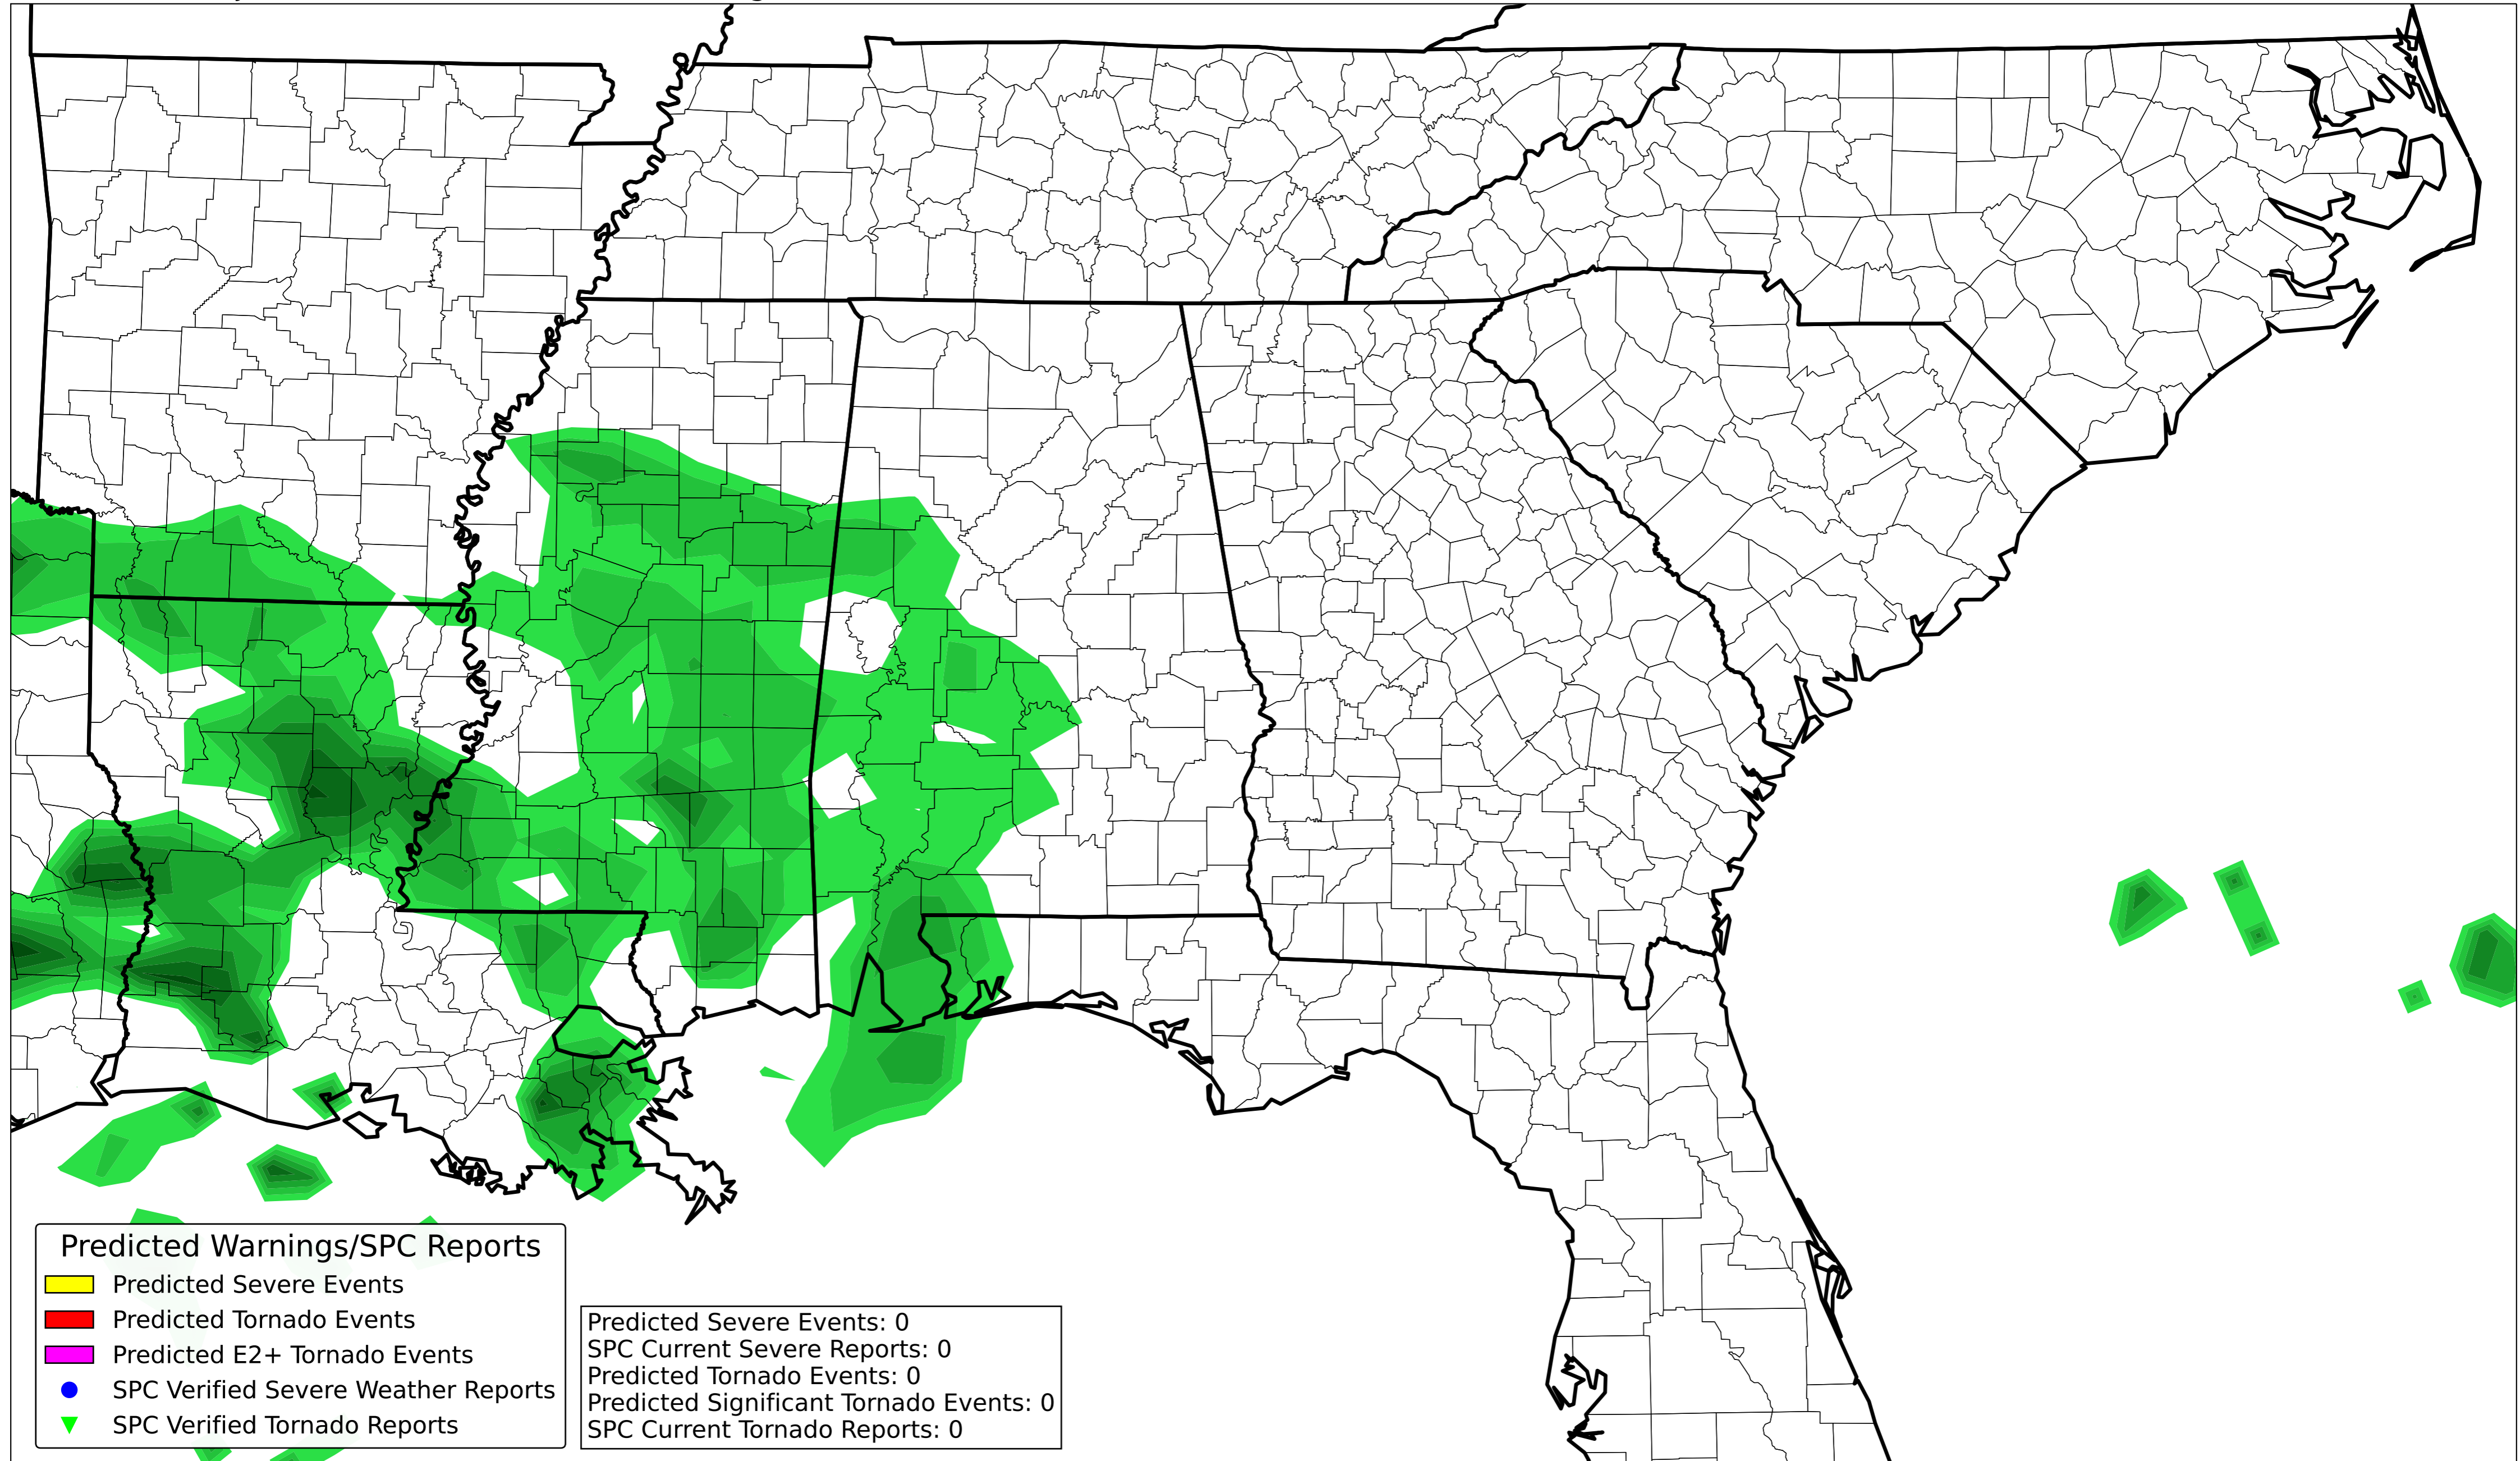 Predicted Warnings/SPC Reports
Predicted Severe Events
Predicted Tornado Events
Predicted E2+ Tornado Events
SPC Verified Severe Weather Reports
SPC Verified Tornado Reports
Predicted Severe Events: 0
SPC Current Severe Reports: 0
Predicted Tornado Events: 0
Predicted Significant Tornado Events: 0
SPC Current Tornado Reports: 0